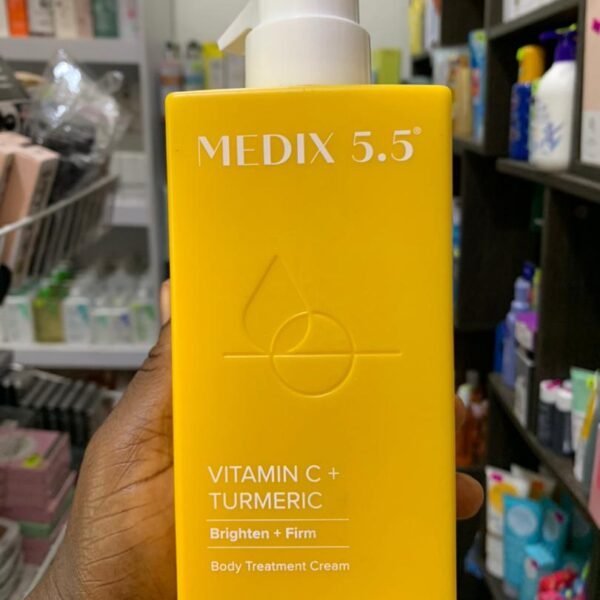 MEDIX 5.5®
VITAMIN C +
TURMERIC
Brighten + Firm
Body Treatment Cream